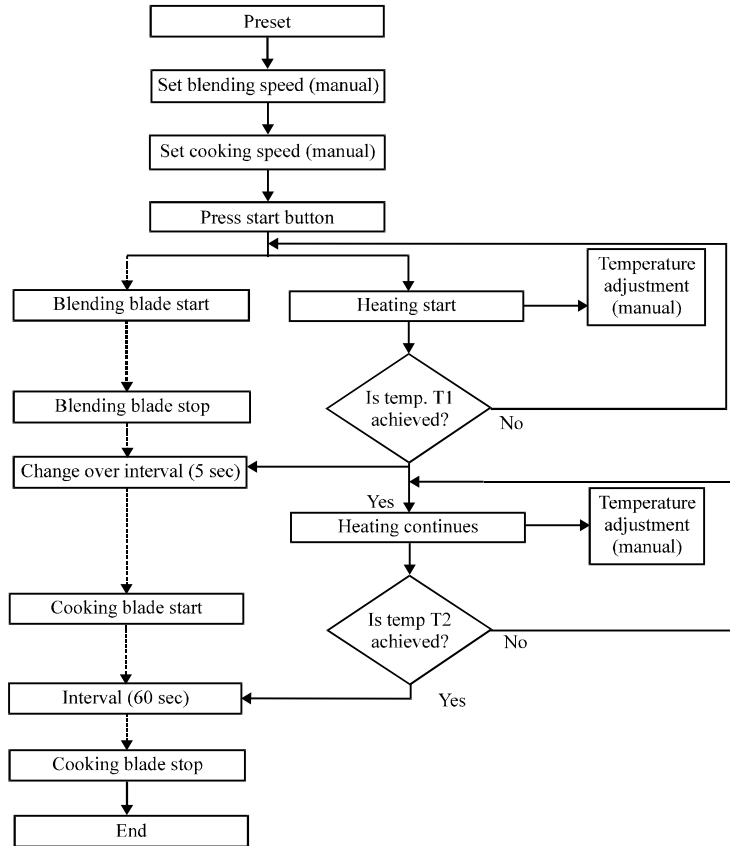 Preset
Set blending speed (manual)
Set cooking speed (manual)
Press start button
Blending blade start
Heating start
Temperature
adjustment
(manual)
Blending blade stop
Is temp. T1
achieved?
No
Change over interval (5 sec)
Yes
Heating continues
Temperature
adjustment
(manual)
Cooking blade start
Is temp T2
achieved?
No
Interval (60 sec)
Yes
Cooking blade stop
End